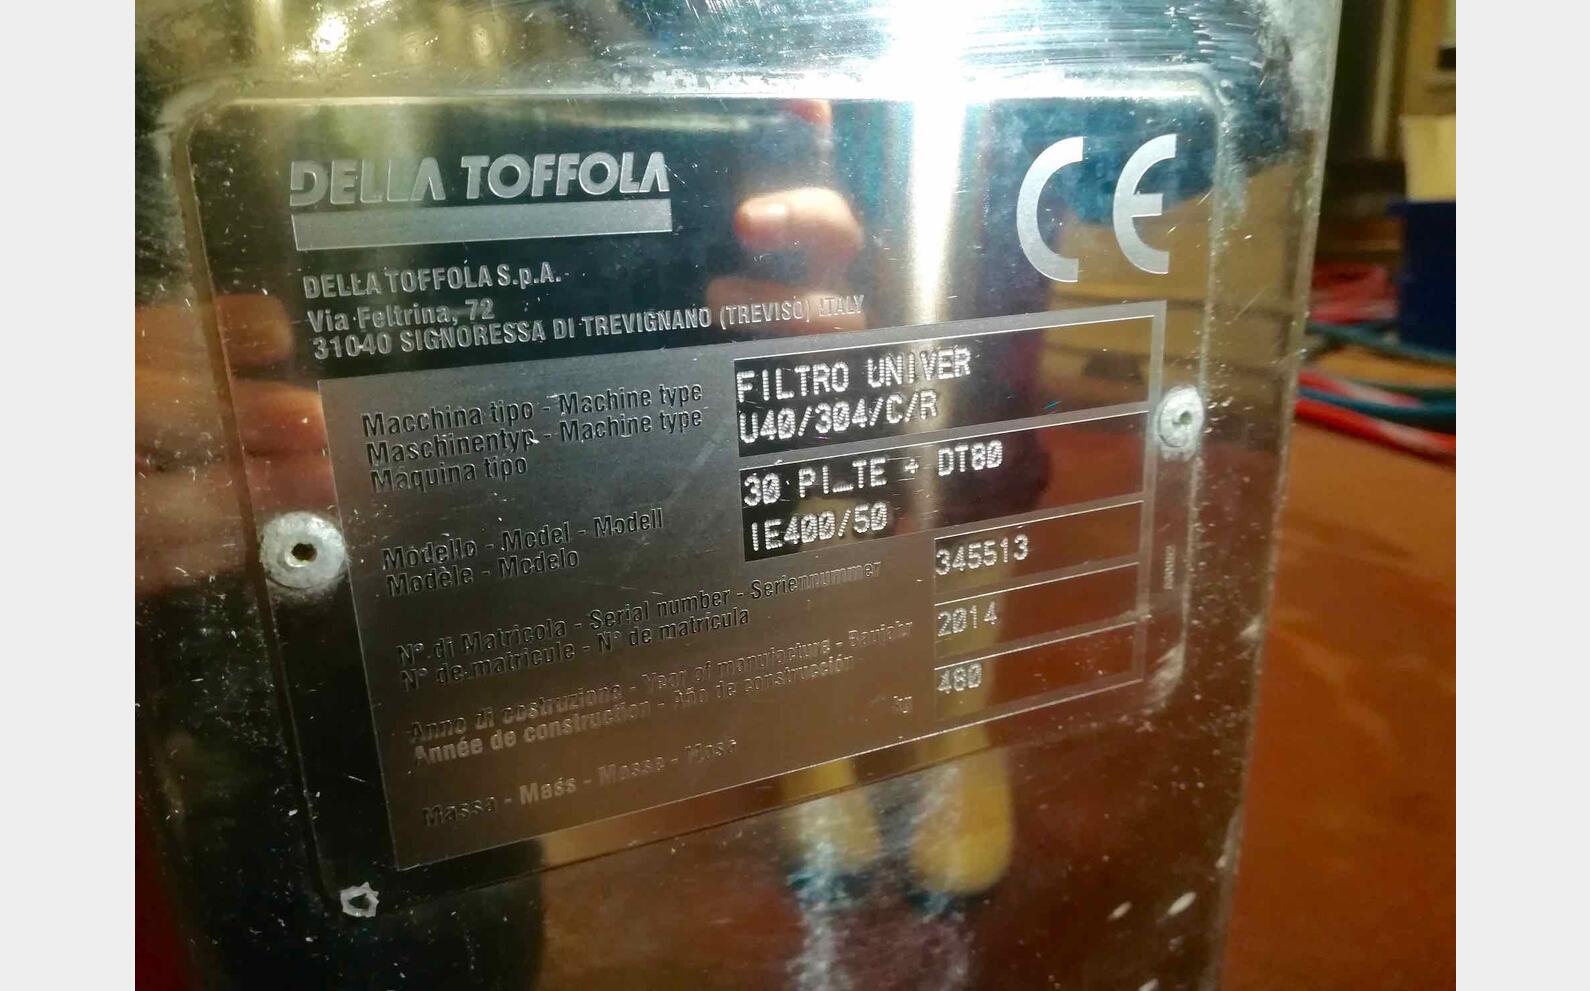 DELLA TOFFOLA
CE
DELLA TOFFOLA S.p.A.
Via Feltrina, 72
31040 SIGNORESSA DI TREVIGNANO (TREVISO) ITALY
Macchina tipo - Machine type
Maschinentyp - Machine type
Máquina tipo
FILTRO UNIVER
U40/304/C/R
Modello - Model - Modell
Modèle - Modelo
30 PI_TE + DT80
IE400/50
N° di Matricola - Serial number - Seriennummer
N° de matricule - N° de matrícula
345513
Anno di costruzione - Year of manufacture - Baujahr
Année de construction - Año de construcción
2014
Massa - Mass - Masse - Masa
kg
480